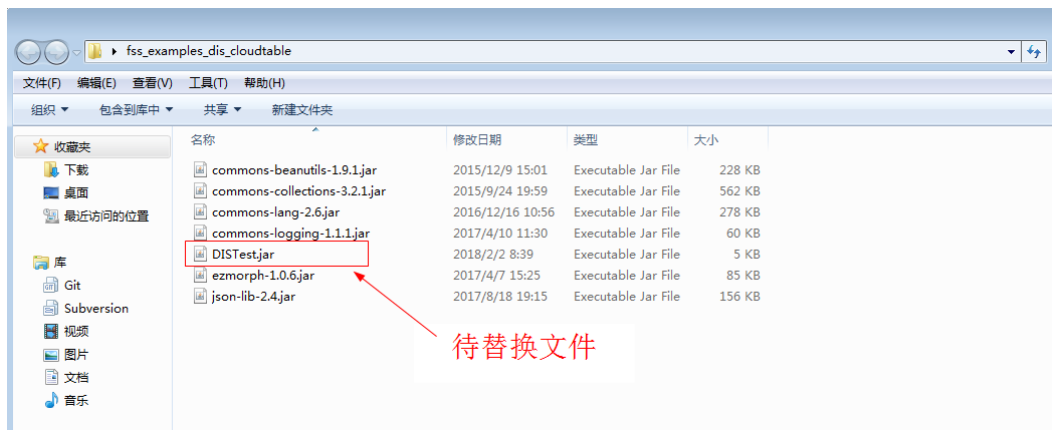 fss_examples_dis_cloudtable
文件(F) 编辑(E) 查看(V) 工具(T) 帮助(H)
组织 包含到库中 共享 新建文件夹
收藏夹
下载
桌面
最近访问的位置
库
Git
Subversion
视频
图片
文档
音乐
名称 修改日期 类型 大小
commons-beanutils-1.9.1.jar 2015/12/9 15:01 Executable Jar File 228 KB
commons-collections-3.2.1.jar 2015/9/24 19:59 Executable Jar File 562 KB
commons-lang-2.6.jar 2016/12/16 10:56 Executable Jar File 278 KB
commons-logging-1.1.1.jar 2017/4/10 11:30 Executable Jar File 60 KB
DISTest.jar 2018/2/2 8:39 Executable Jar File 5 KB
ezmorph-1.0.6.jar 2017/4/7 15:25 Executable Jar File 85 KB
json-lib-2.4.jar 2017/8/18 19:15 Executable Jar File 156 KB
待替换文件